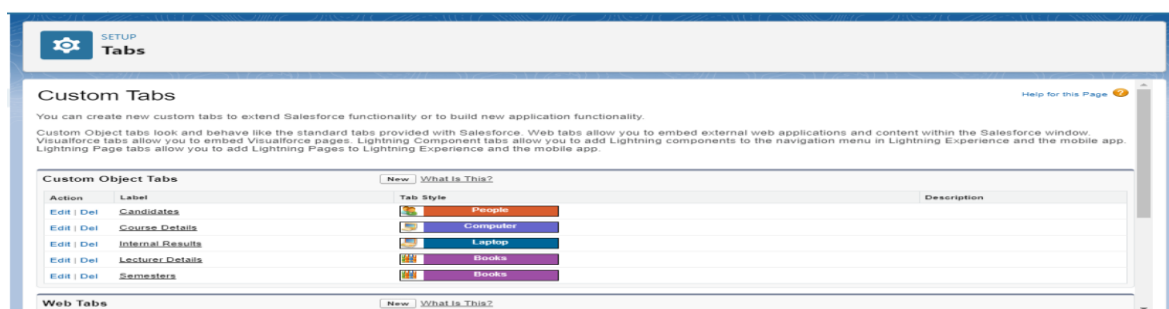 SETUP
Tabs
Custom Tabs
Help for this Page
You can create new custom tabs to extend Salesforce functionality or to build new application functionality.
Custom Object tabs look and behave like the standard tabs provided with Salesforce. Web tabs allow you to embed external web applications and content within the Salesforce window.
Visualforce tabs allow you to embed Visualforce pages. Lightning Component tabs allow you to add Lightning components to the navigation menu in Lightning Experience and the mobile app.
Lightning Page tabs allow you to add Lightning Pages to Lightning Experience and the mobile app.
Custom Object Tabs New What Is This?
Action Label Tab Style Description
Edit | Del Candidates People
Edit | Del Course Details Computer
Edit | Del Internal Results Laptop
Edit | Del Lecturer Details Books
Edit | Del Semesters Books
Web Tabs New What Is This?